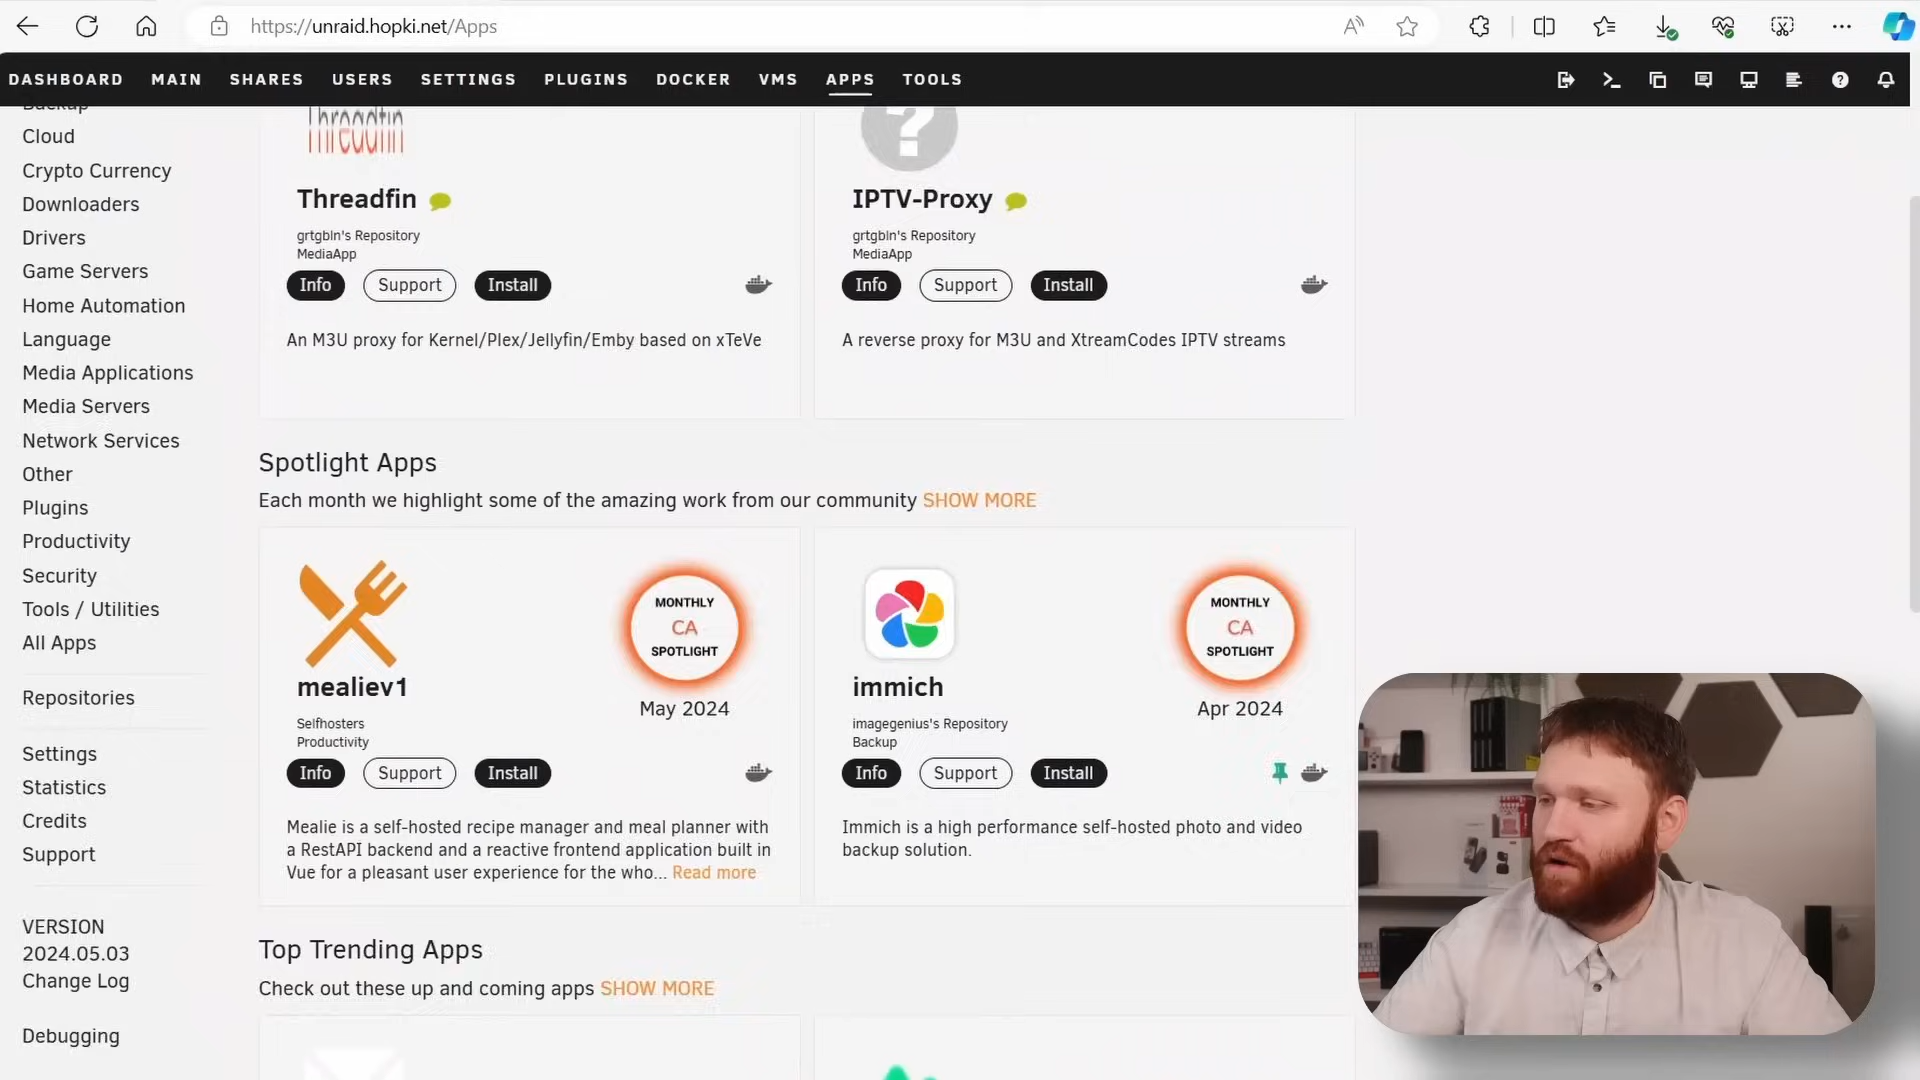 https://unraid.hopki.net/Apps
DASHBOARD MAIN SHARES USERS SETTINGS PLUGINS DOCKER VMS APPS TOOLS
Backup
Cloud
Crypto Currency
Downloaders
Drivers
Game Servers
Home Automation
Language
Media Applications
Media Servers
Network Services
Other
Plugins
Productivity
Security
Tools / Utilities
All Apps
Repositories
Settings
Statistics
Credits
Support
VERSION
2024.05.03
Change Log
Debugging
Threadfin
Threadfin
grtgbln's Repository
MediaApp
Info Support Install
An M3U proxy for Kernel/Plex/Jellyfin/Emby based on xTeVe
?
IPTV-Proxy
grtgbln's Repository
MediaApp
Info Support Install
A reverse proxy for M3U and XtreamCodes IPTV streams
Spotlight Apps
Each month we highlight some of the amazing work from our community SHOW MORE
MONTHLY
CA
SPOTLIGHT
mealiev1
May 2024
Selfhosters
Productivity
Info Support Install
Mealie is a self-hosted recipe manager and meal planner with
a RestAPI backend and a reactive frontend application built in
Vue for a pleasant user experience for the who... Read more
MONTHLY
CA
SPOTLIGHT
immich
Apr 2024
imagegenius's Repository
Backup
Info Support Install
Immich is a high performance self-hosted photo and video
backup solution.
Top Trending Apps
Check out these up and coming apps SHOW MORE